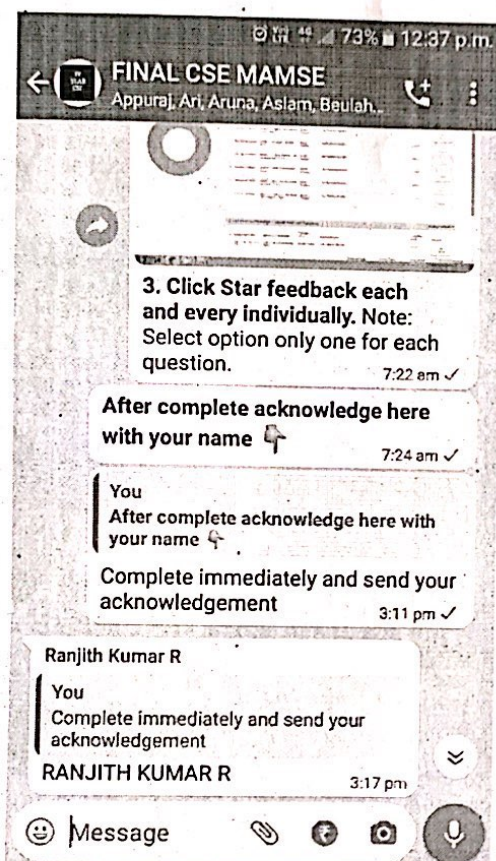 73% 12:37 p.m.
FINAL CSE MAMSE
Appuraj, Ari, Aruna, Aslam, Beulah...
3. Click Star feedback each
and every individually. Note:
Select option only one for each
question.
7:22 am
After complete acknowledge here
with your name 👇
7:24 am
You
After complete acknowledge here with
your name 👇
Complete immediately and send your
acknowledgement
3:11 pm
Ranjith Kumar R
You
Complete immediately and send your
acknowledgement
RANJITH KUMAR R
3:17 pm
Message